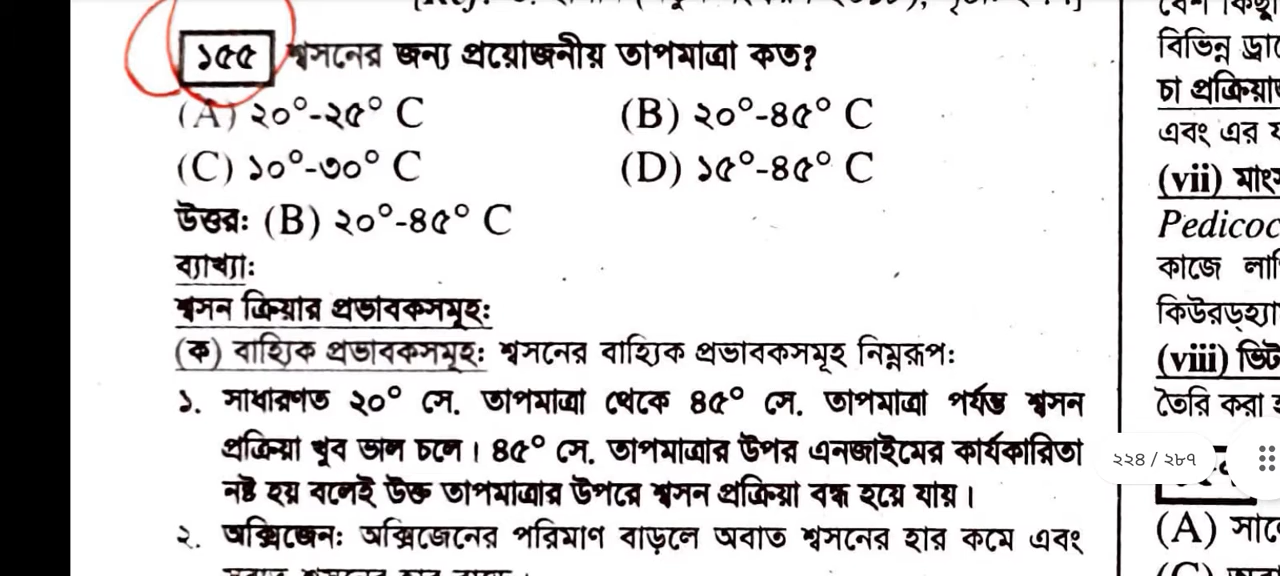 ১৫৫ শ্বসনের জন্য প্রয়োজনীয় তাপমাত্রা কত?
(A) ২০°-২৫° C (B) ২০°-৪৫° C
(C) ১০°-৩০° C (D) ১৫°-৪৫° C
উত্তর: (B) ২০°-৪৫° C
ব্যাখ্যা:
শ্বসন ক্রিয়ার প্রভাবকসমূহ:
(ক) বাহ্যিক প্রভাবকসমূহ: শ্বসনের বাহ্যিক প্রভাবকসমূহ নিম্নরূপ:
১. সাধারণত ২০° সে. তাপমাত্রা থেকে ৪৫° সে. তাপমাত্রা পর্যন্ত শ্বসন
প্রক্রিয়া খুব ভাল চলে। ৪৫° সে. তাপমাত্রার উপর এনজাইমের কার্যকারিতা
নষ্ট হয় বলেই উক্ত তাপমাত্রার উপরে শ্বসন প্রক্রিয়া বন্ধ হয়ে যায়।
২. অক্সিজেন: অক্সিজেনের পরিমাণ বাড়লে অবাত শ্বসনের হার কমে এবং
বেশ কিছু
বিভিন্ন
চা
এবং এর
(vii)
Pedicoc
কাজে
(viii)
তৈরি করা
২২৪ / ২৮৭
(A)